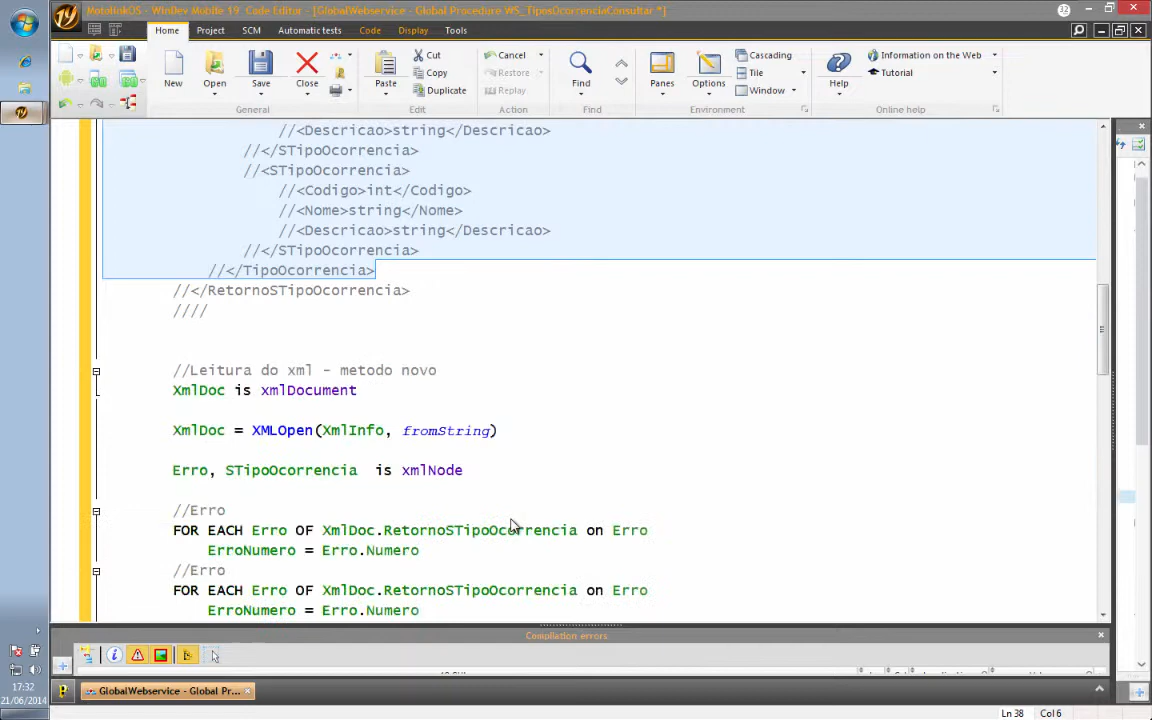 MotolinkOS - WinDev Mobile 19 Code Editor - [GlobalWebservice - Global Procedure WS_TiposOcorrenciaConsultar *]
32
Home Project SCM Automatic tests Code Display Tools
New Open Save Close Paste Cut Copy Duplicate Cancel Restore Replay Find Panes Options Cascading Tile Window Help Information on the Web Tutorial
General Edit Action Find Environment Online help
//<Descricao>string</Descricao>
//</STipoOcorrencia>
//<STipoOcorrencia>
//<Codigo>int</Codigo>
//<Nome>string</Nome>
//<Descricao>string</Descricao>
//</STipoOcorrencia>
//</TipoOcorrencia>
//</RetornoSTipoOcorrencia>
////
//Leitura do xml - metodo novo
XmlDoc is xmlDocument
XmlDoc = XMLOpen(XmlInfo, fromString)
Erro, STipoOcorrencia is xmlNode
//Erro
FOR EACH Erro OF XmlDoc.RetornoSTipoOcorrencia on Erro
ErroNumero = Erro.Numero
//Erro
FOR EACH Erro OF XmlDoc.RetornoSTipoOcorrencia on Erro
ErroNumero = Erro.Numero
Compilation errors
GlobalWebservice - Global Pr...
17:32
21/06/2014
Ln 38 Col 6